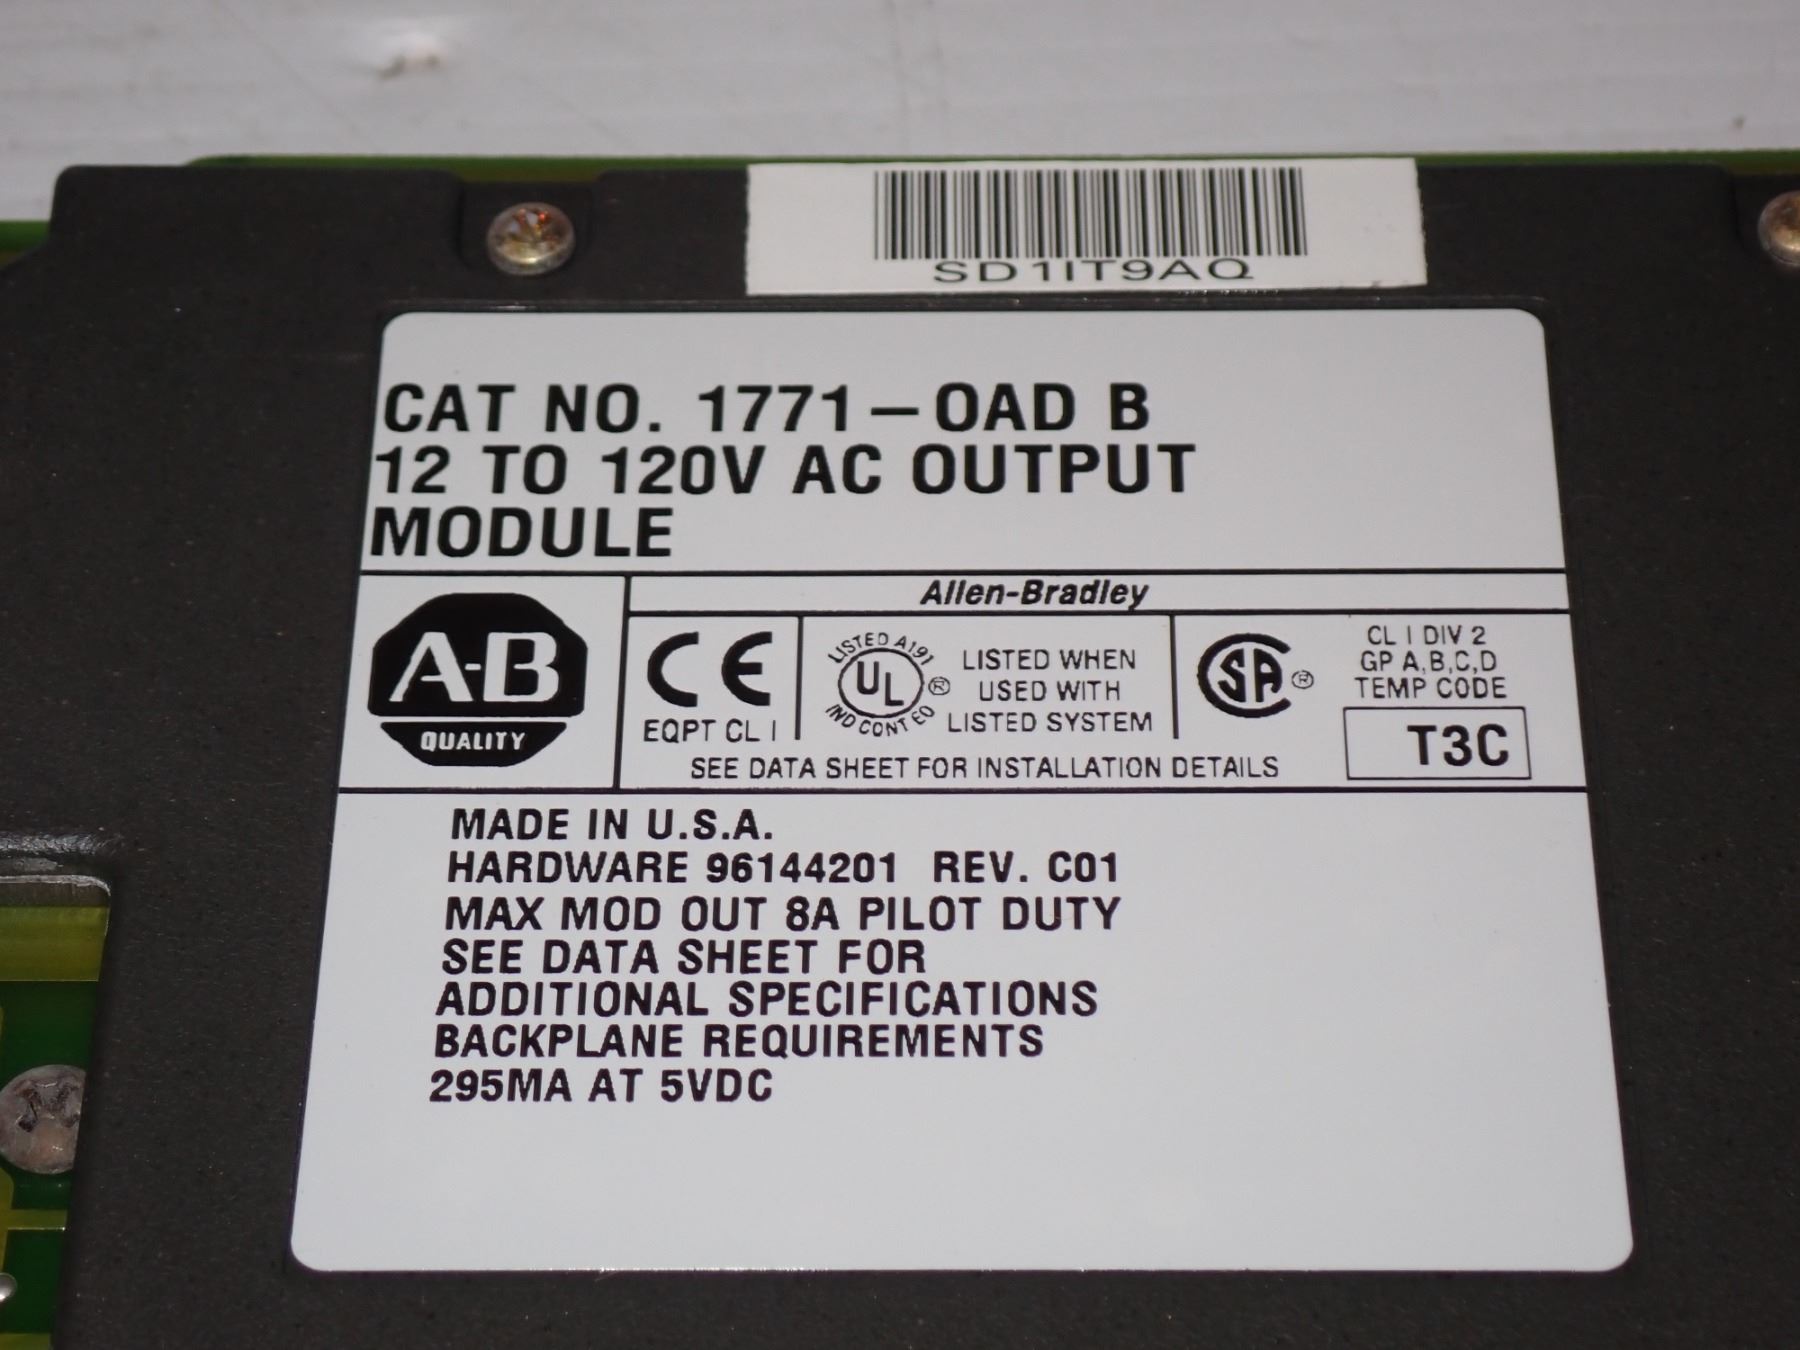 SD1IT9AQ
CAT NO. 1771-OAD B
12 TO 120V AC OUTPUT
MODULE
Allen-Bradley
A-B
QUALITY
CE
EQPT CL I
LISTED A191
UL ®
IND CONT EQ
LISTED WHEN
USED WITH
LISTED SYSTEM
SA ®
CL I DIV 2
GP A,B,C,D
TEMP CODE
T3C
SEE DATA SHEET FOR INSTALLATION DETAILS
MADE IN U.S.A.
HARDWARE 96144201 REV. C01
MAX MOD OUT 8A PILOT DUTY
SEE DATA SHEET FOR
ADDITIONAL SPECIFICATIONS
BACKPLANE REQUIREMENTS
295MA AT 5VDC